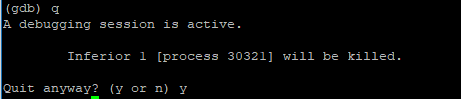 (gdb) q
A debugging session is active.
Inferior 1 [process 30321] will be killed.
Quit anyway? (y or n) y